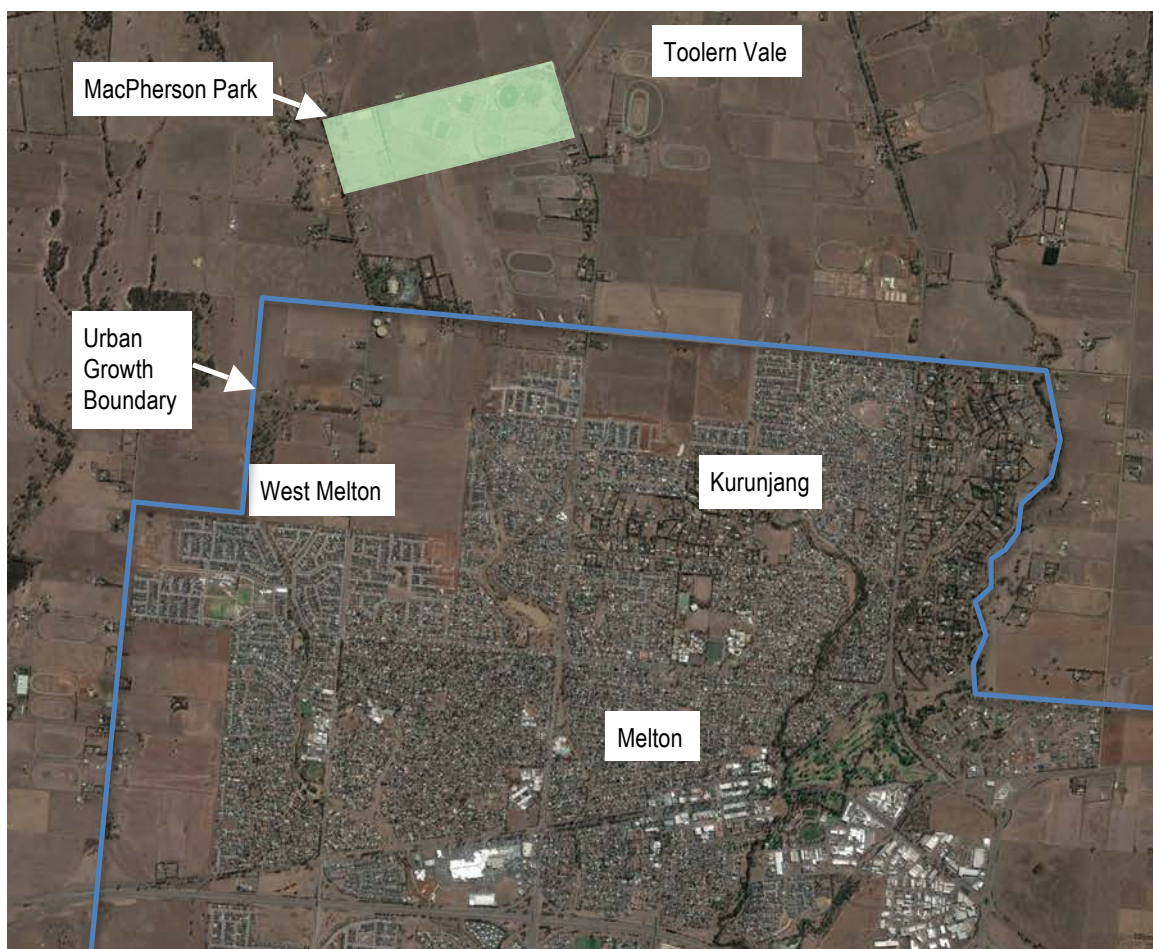 Toolern Vale
MacPherson Park
Urban
Growth
Boundary
West Melton
Kurunjang
Melton